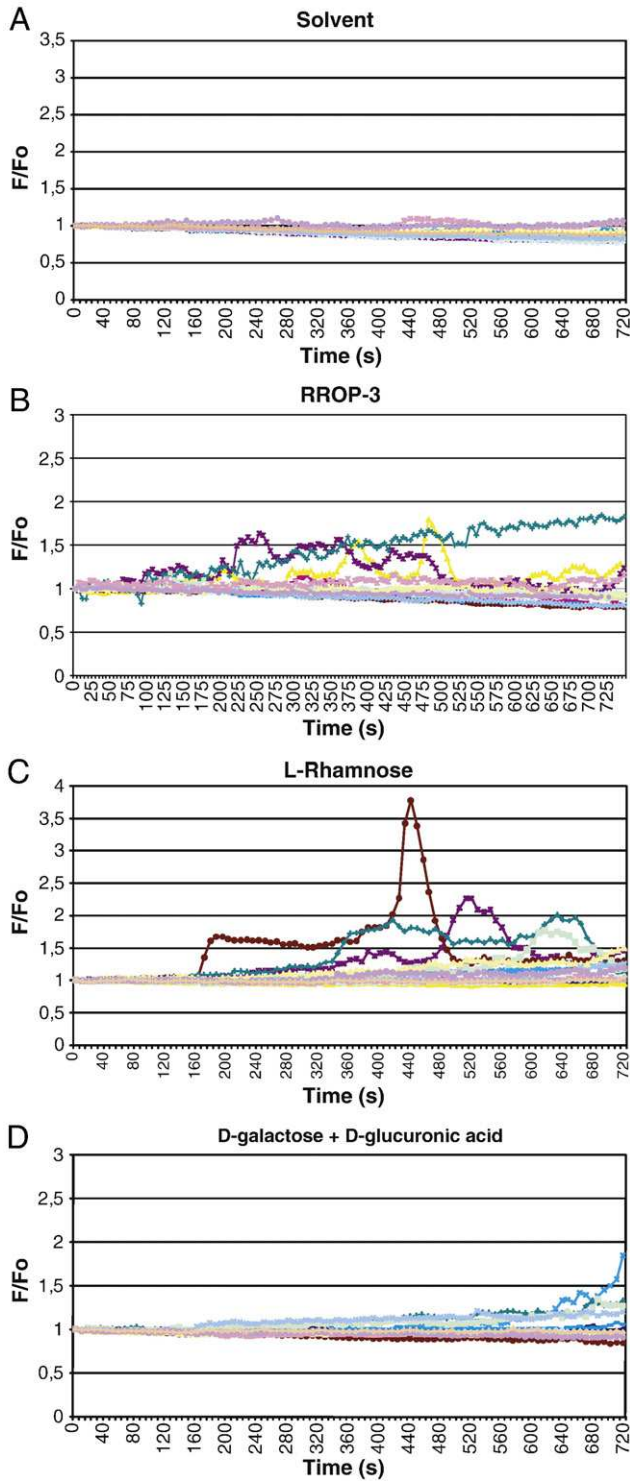 A
Solvent
3,5
3
2,5
2
1,5
1
0,5
0
F/Fo
0 40 80 120 160 200 240 280 320 360 400 440 480 520 560 600 640 680 720
Time (s)
B
RROP-3
3
2,5
2
1,5
1
0,5
0
F/Fo
0 25 50 75 100 125 150 175 200 225 250 275 300 325 350 375 400 425 450 475 500 525 550 575 600 625 650 675 700 725
Time (s)
C
L-Rhamnose
4
3,5
3
2,5
2
1,5
1
0,5
0
F/Fo
0 40 80 120 160 200 240 280 320 360 400 440 480 520 560 600 640 680 720
Time (s)
D
D-galactose + D-glucuronic acid
3
2,5
2
1,5
1
0,5
0
F/Fo
0 40 80 120 160 200 240 280 320 360 400 440 480 520 560 600 640 680 720
Time (s)